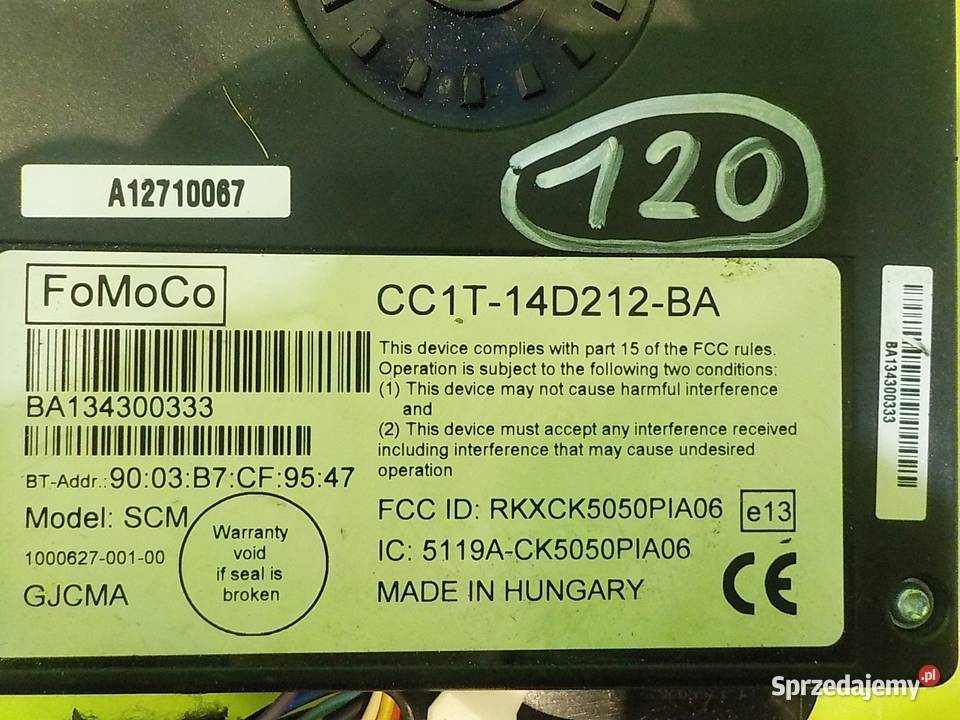 120
A12710067
FoMoCo
CC1T-14D212-BA
This device complies with part 15 of the FCC rules.
Operation is subject to the following two conditions:
(1) This device may not cause harmful interference
and
(2) This device must accept any interference received
including interference that may cause undesired
operation
BA134300333
BT-Addr.: 90:03:B7:CF:95:47
Model: SCM
1000627-001-00
GJCMA
Warranty
void
if seal is
broken
FCC ID: RKXCK5050PIA06
e13
IC: 5119A-CK5050PIA06
MADE IN HUNGARY
CE
BA134300333
Sprzedajemy.pl